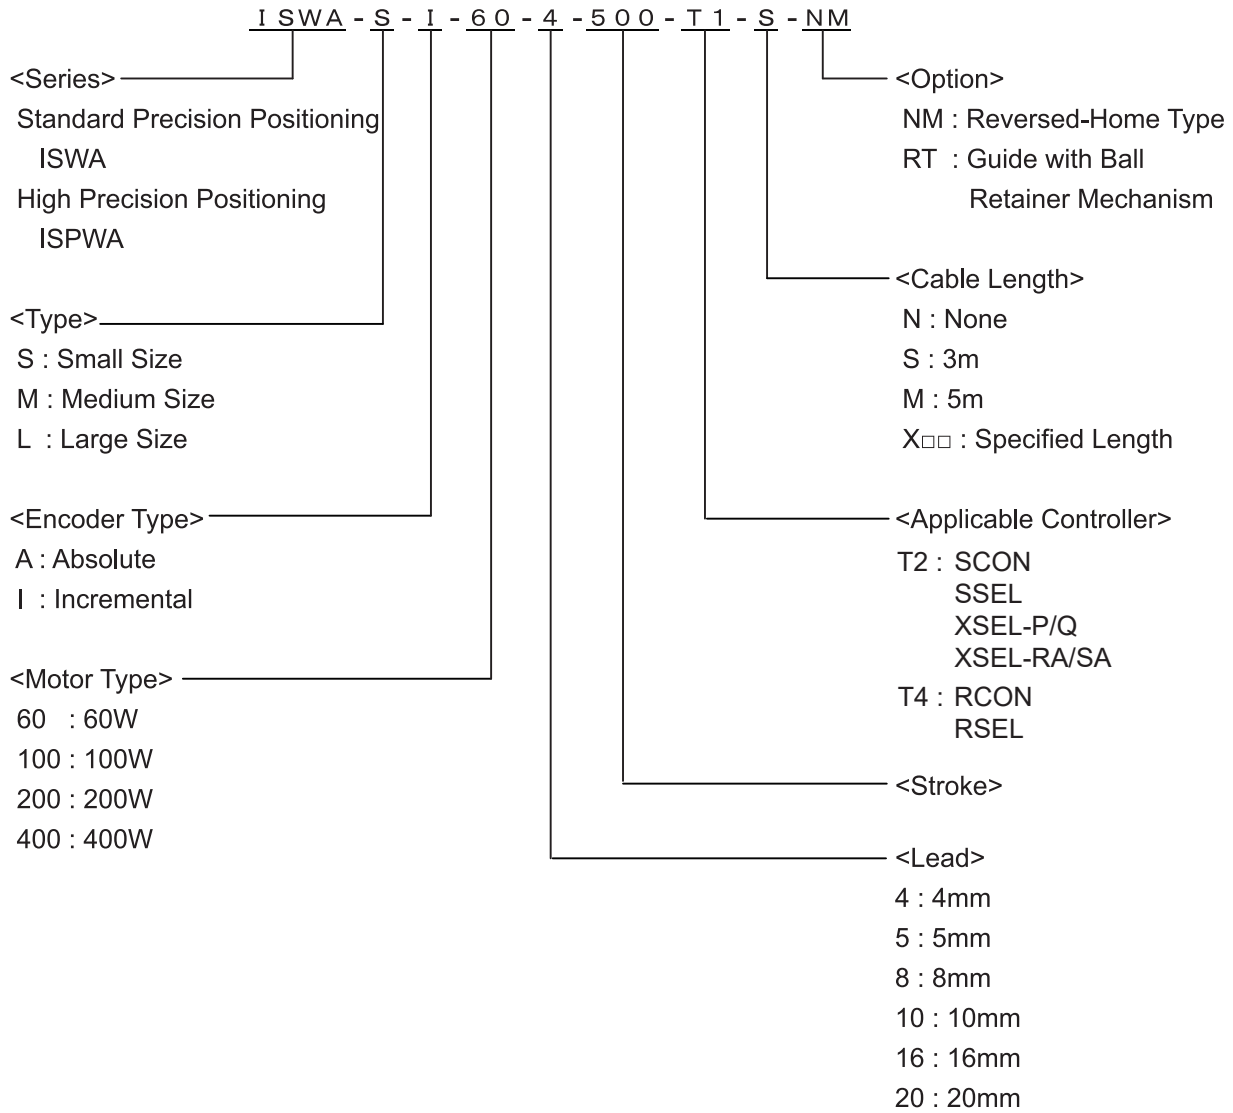 ISWA-S-I-60-4-500-T1-S-NM
<Series>
Standard Precision Positioning
ISWA
High Precision Positioning
ISPWA
<Type>
S : Small Size
M : Medium Size
L : Large Size
<Encoder Type>
A : Absolute
I : Incremental
<Motor Type>
60 : 60W
100 : 100W
200 : 200W
400 : 400W
<Option>
NM : Reversed-Home Type
RT : Guide with Ball
Retainer Mechanism
<Cable Length>
N : None
S : 3m
M : 5m
X□□ : Specified Length
<Applicable Controller>
T2 : SCON
SSEL
XSEL-P/Q
XSEL-RA/SA
T4 : RCON
RSEL
<Stroke>
<Lead>
4 : 4mm
5 : 5mm
8 : 8mm
10 : 10mm
16 : 16mm
20 : 20mm